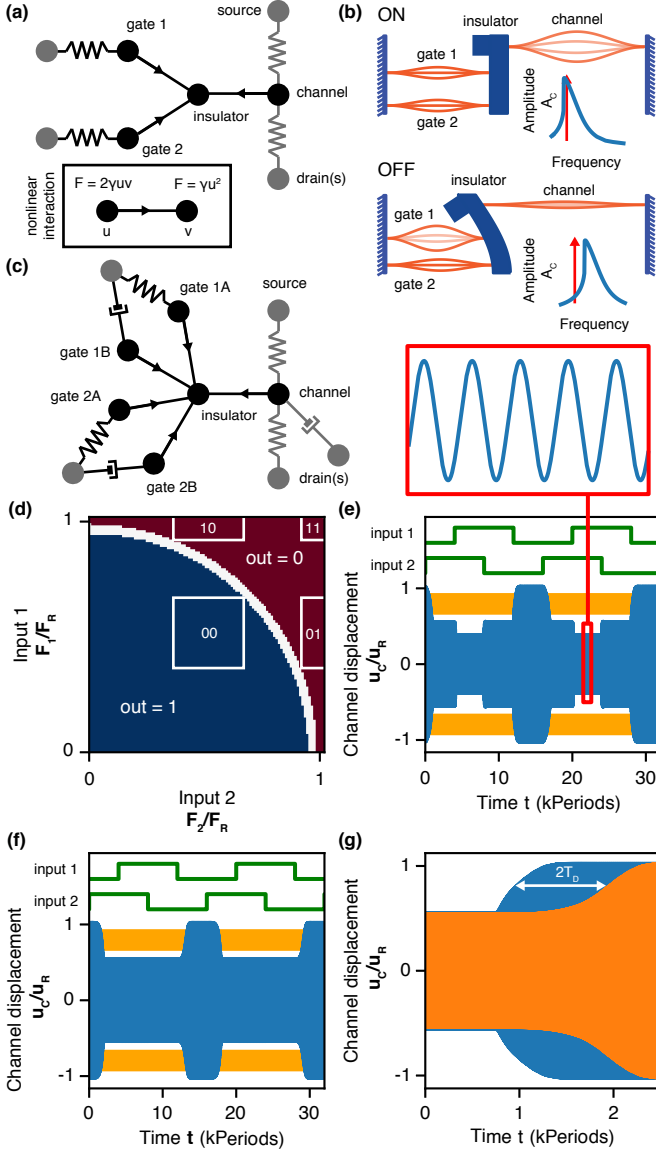 (a)
gate 1
source
insulator
channel
gate 2
drain(s)
nonlinear
interaction
F = 2γuv
F = γu²
u
v
(b)
ON
insulator
gate 1
gate 2
channel
Amplitude
A_C
Frequency
OFF
insulator
gate 1
gate 2
channel
Amplitude
A_C
Frequency
(c)
gate 1A
source
gate 1B
gate 2A
insulator
channel
gate 2B
drain(s)
(d)
1
10
11
out = 0
00
01
out = 1
Input 1
F₁/F_R
0
0
1
Input 2
F₂/F_R
(e)
input 1
input 2
1
0
-1
Channel displacement
u_C/u_R
0
10
20
30
Time t (kPeriods)
(f)
input 1
input 2
1
0
-1
Channel displacement
u_C/u_R
0
10
20
30
Time t (kPeriods)
(g)
1
2T_D
0
-1
Channel displacement
u_C/u_R
0
1
2
Time t (kPeriods)